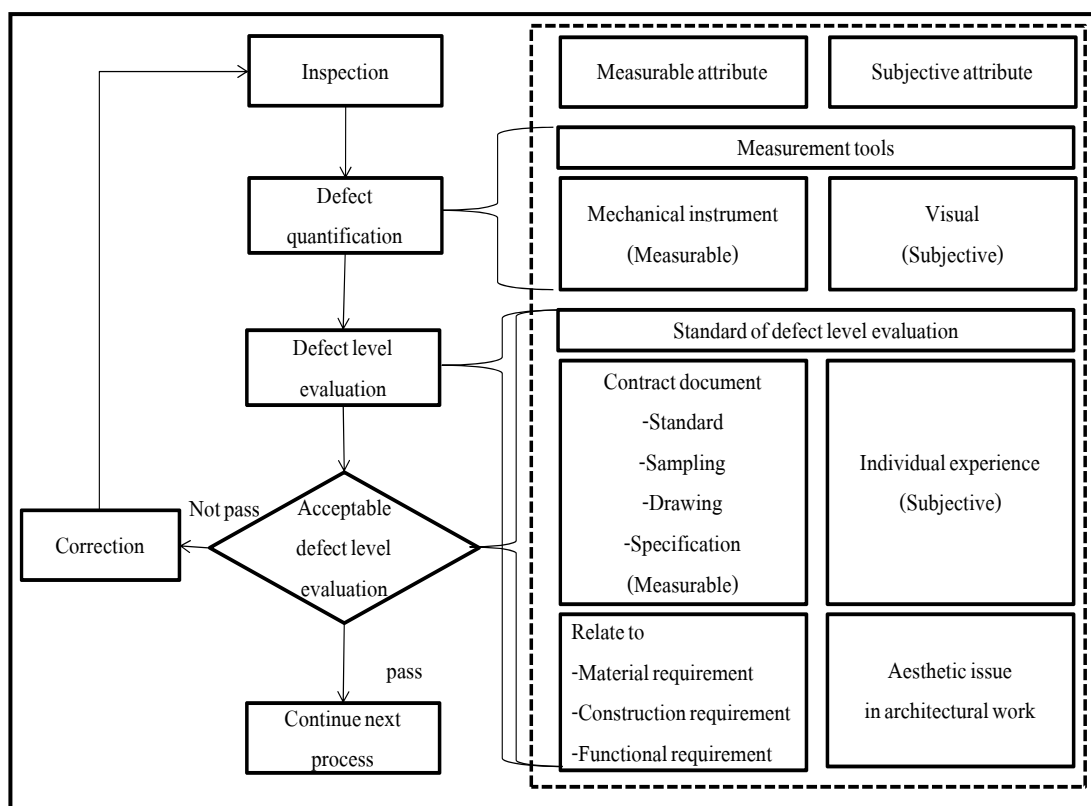 Inspection
Defect
quantification
Defect level
evaluation
Not pass
Acceptable
defect level
evaluation
Correction
pass
Continue next
process
Measurable attribute
Subjective attribute
Measurement tools
Mechanical instrument
(Measurable)
Visual
(Subjective)
Standard of defect level evaluation
Contract document
-Standard
-Sampling
-Drawing
-Specification
(Measurable)
Individual experience
(Subjective)
Relate to
-Material requirement
-Construction requirement
-Functional requirement
Aesthetic issue
in architectural work